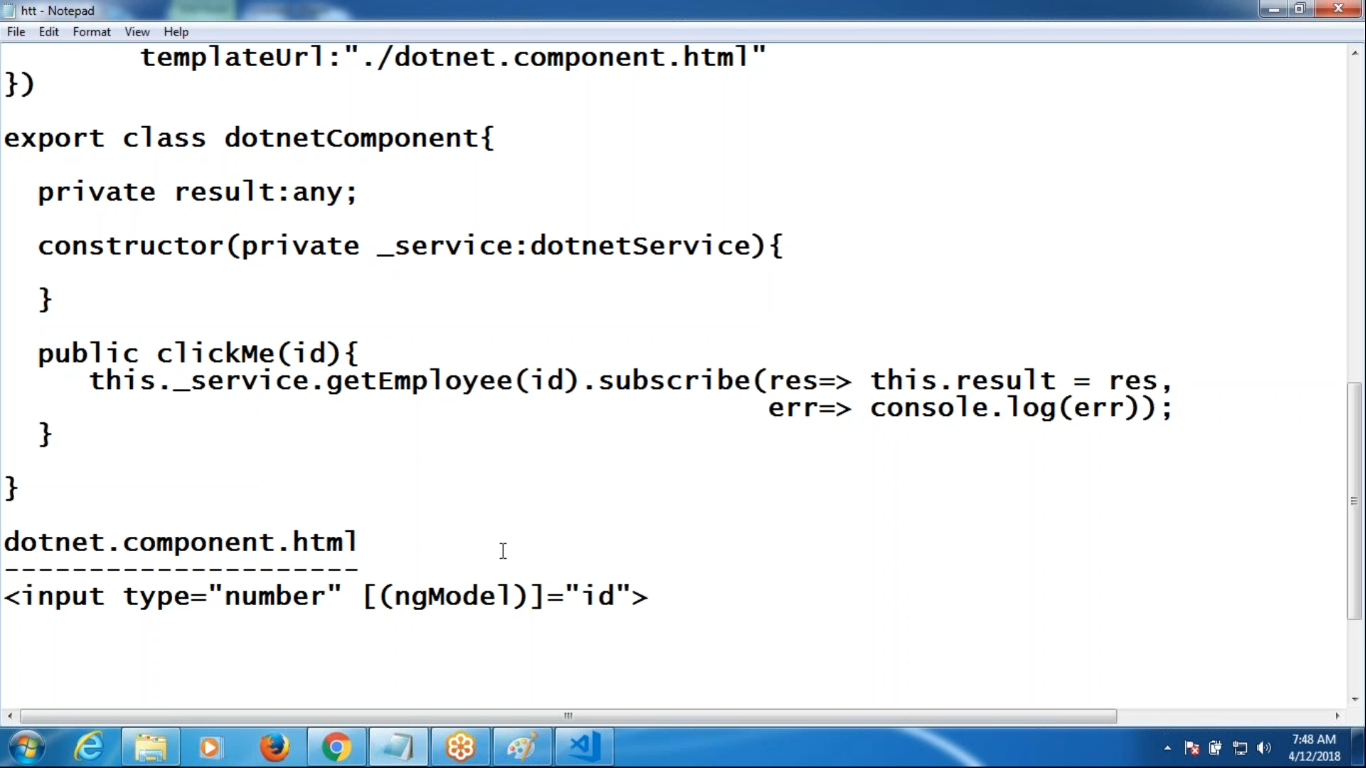 htt - Notepad
File Edit Format View Help
templateUrl:"./dotnet.component.html"
})
export class dotnetComponent{
private result:any;
constructor(private _service:dotnetService){
}
public clickMe(id){
this._service.getEmployee(id).subscribe(res=> this.result = res,
err=> console.log(err));
}
}
dotnet.component.html
---------------------
<input type="number" [(ngModel)]="id">
7:48 AM
4/12/2018